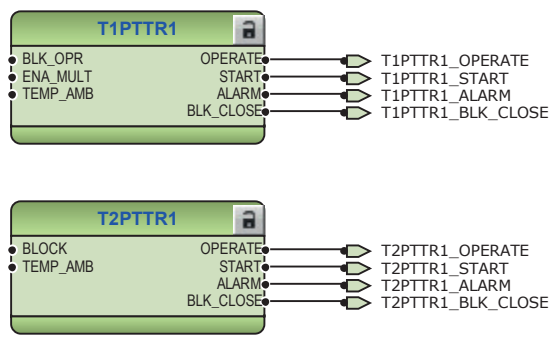 T1PTTR1
BLK_OPR OPERATE T1PTTR1_OPERATE
ENA_MULT START T1PTTR1_START
TEMP_AMB ALARM T1PTTR1_ALARM
BLK_CLOSE T1PTTR1_BLK_CLOSE
T2PTTR1
BLOCK OPERATE T2PTTR1_OPERATE
TEMP_AMB START T2PTTR1_START
ALARM T2PTTR1_ALARM
BLK_CLOSE T2PTTR1_BLK_CLOSE